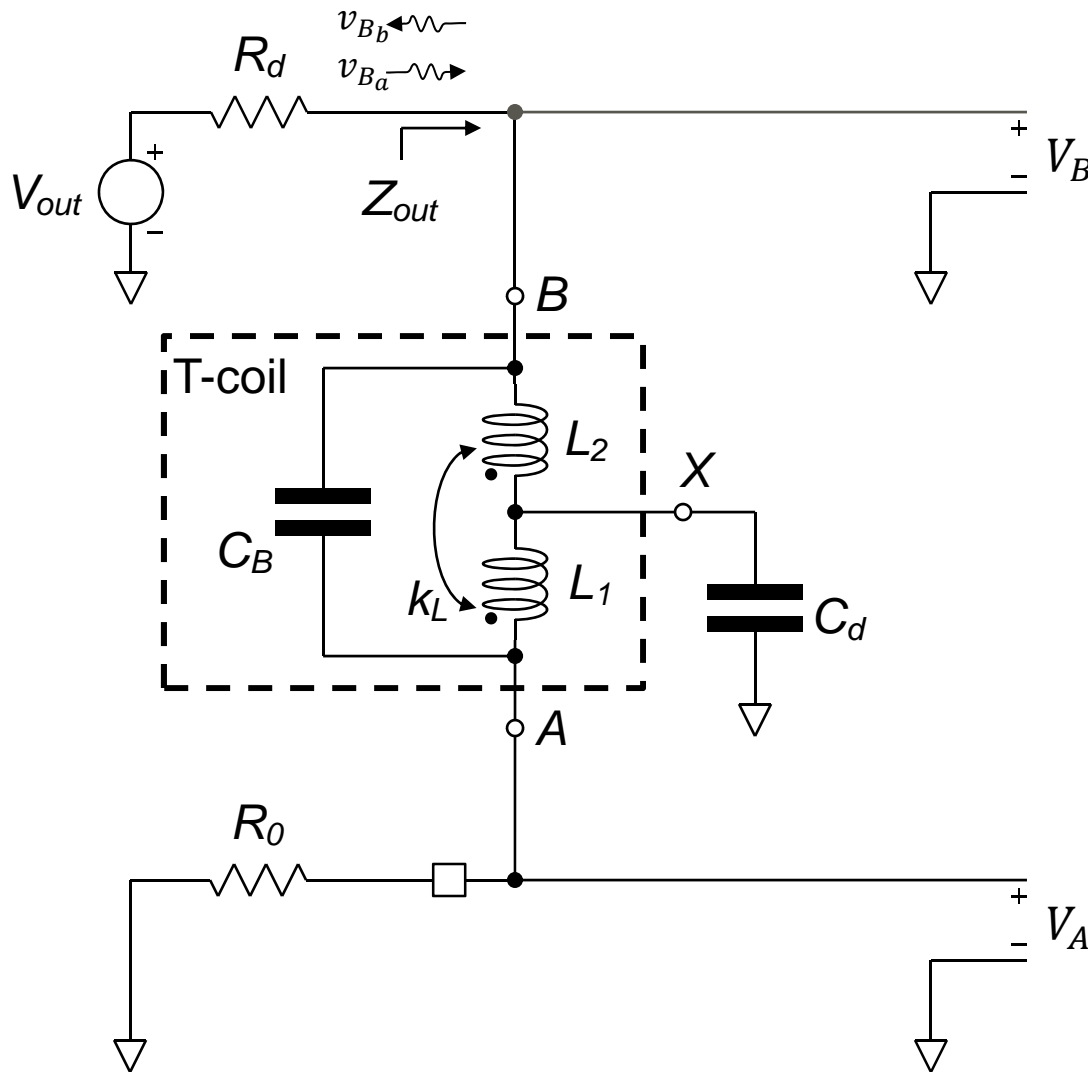 v_{B_b}
v_{B_a}
R_d
+
−
V_B
V_out
+
−
Z_out
B
T-coil
L_2
X
C_B
k_L
L_1
C_d
A
R_0
+
−
V_A